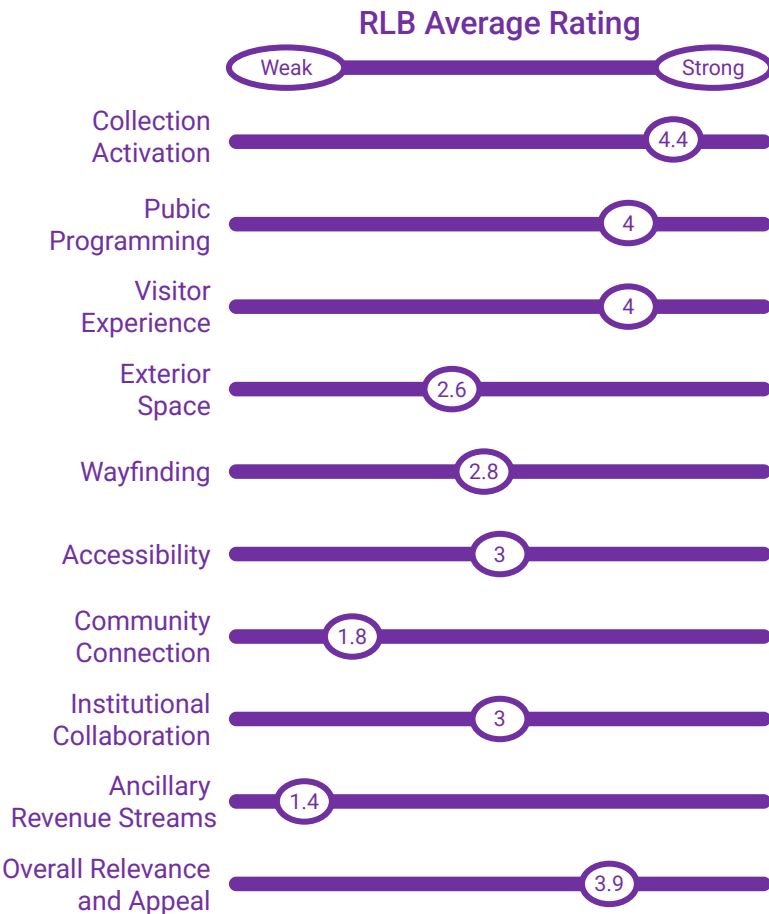 RLB Average Rating
Weak Strong
Collection
Activation
4.4
Pubic
Programming
4
Visitor
Experience
4
Exterior
Space
2.6
Wayfinding 2.8
Accessibility 3
Community
Connection
1.8
Institutional
Collaboration
3
Ancillary
Revenue Streams
1.4
Overall Relevance
and Appeal
3.9